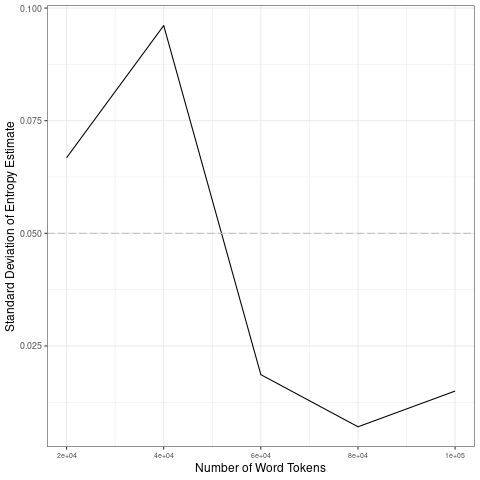 Standard Deviation of Entropy Estimate
0.100
0.075
0.050
0.025
2e+04 4e+04 6e+04 8e+04 1e+05
Number of Word Tokens